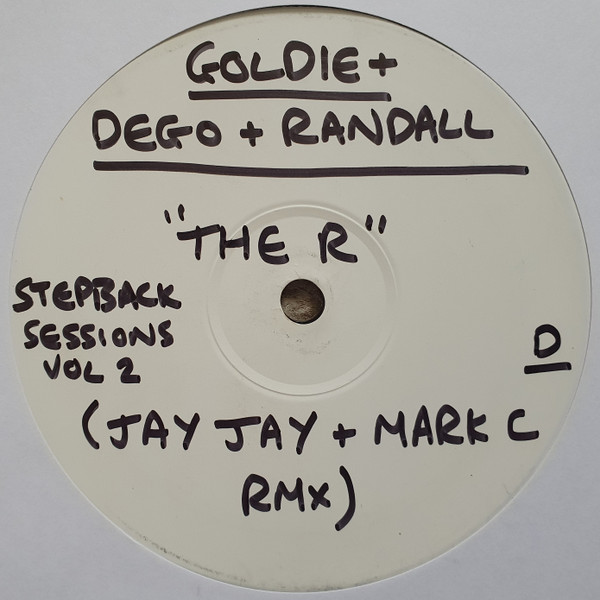 GOLDIE +
DEGO + RANDALL
"THE R"
STEPBACK
SESSIONS
VOL 2
D
(JAY JAY + MARK C
RMX)